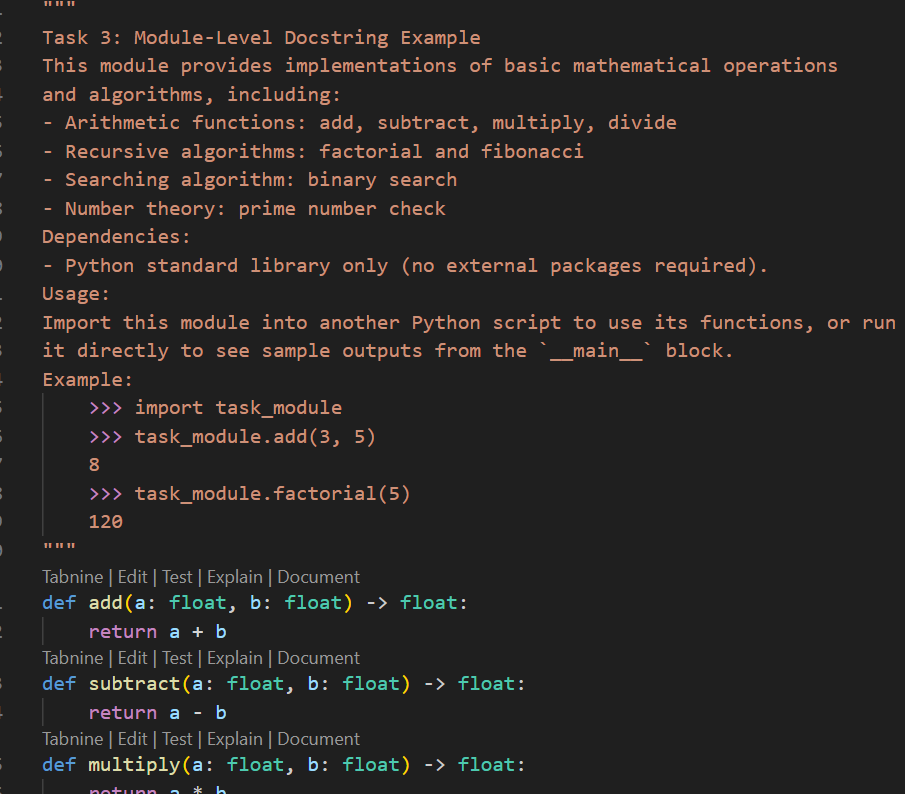 """
Task 3: Module-Level Docstring Example
This module provides implementations of basic mathematical operations
and algorithms, including:
- Arithmetic functions: add, subtract, multiply, divide
- Recursive algorithms: factorial and fibonacci
- Searching algorithm: binary search
- Number theory: prime number check
Dependencies:
- Python standard library only (no external packages required).
Usage:
Import this module into another Python script to use its functions, or run
it directly to see sample outputs from the `__main__` block.
Example:
    >>> import task_module
    >>> task_module.add(3, 5)
    8
    >>> task_module.factorial(5)
    120
"""
Tabnine | Edit | Test | Explain | Document
def add(a: float, b: float) -> float:
    return a + b
Tabnine | Edit | Test | Explain | Document
def subtract(a: float, b: float) -> float:
    return a - b
Tabnine | Edit | Test | Explain | Document
def multiply(a: float, b: float) -> float:
    return a * b